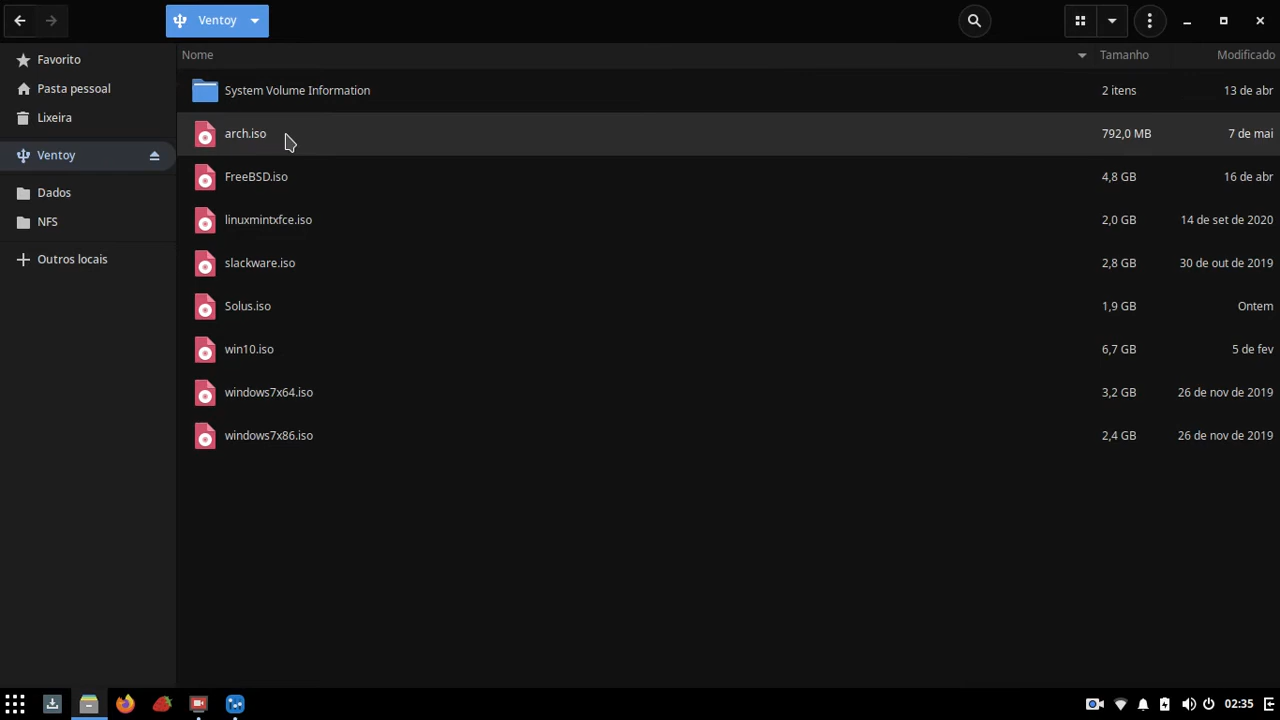 Ventoy
Nome Tamanho Modificado
Favorito
Pasta pessoal
Lixeira
Ventoy
Dados
NFS
Outros locais
System Volume Information 2 itens 13 de abr
arch.iso 792,0 MB 7 de mai
FreeBSD.iso 4,8 GB 16 de abr
linuxmintxfce.iso 2,0 GB 14 de set de 2020
slackware.iso 2,8 GB 30 de out de 2019
Solus.iso 1,9 GB Ontem
win10.iso 6,7 GB 5 de fev
windows7x64.iso 3,2 GB 26 de nov de 2019
windows7x86.iso 2,4 GB 26 de nov de 2019
02:35